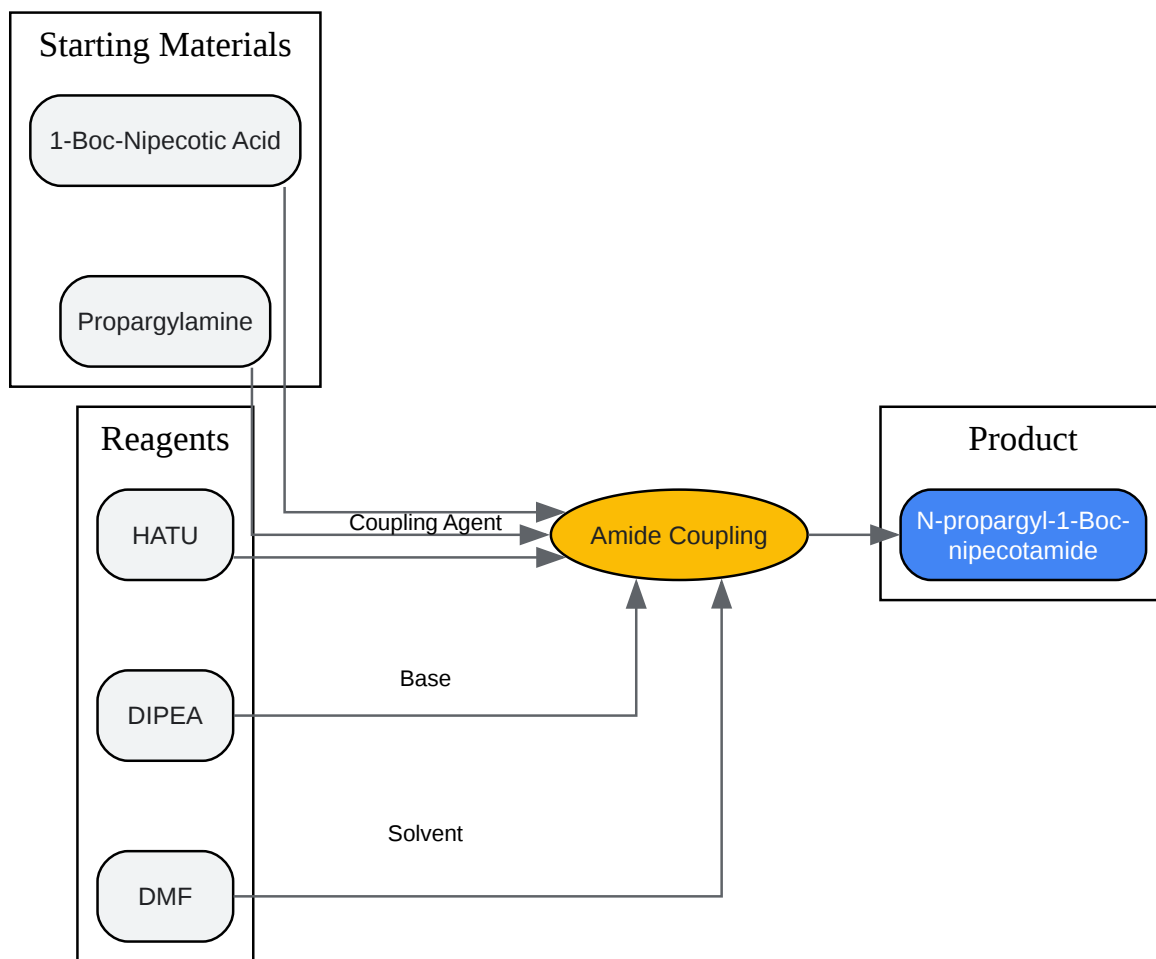 Starting Materials
1-Boc-Nipecotic Acid
Propargylamine
Reagents
HATU
DIPEA
DMF
Coupling Agent
Base
Solvent
Amide Coupling
Product
N-propargyl-1-Boc-
nipecotamide